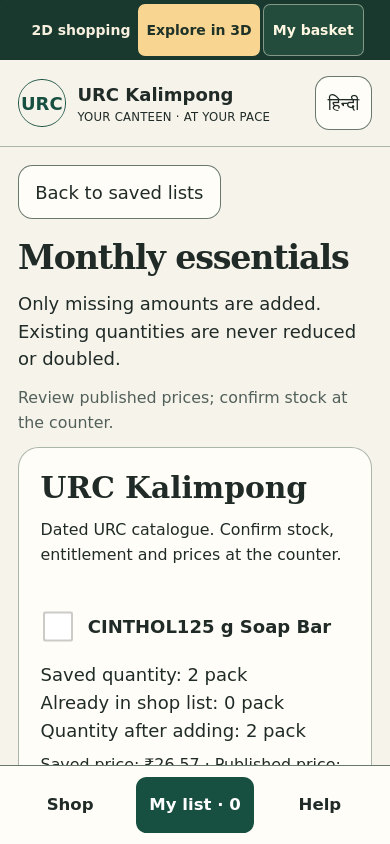 2D shopping
Explore in 3D
My basket
URC
URC Kalimpong
YOUR CANTEEN · AT YOUR PACE
हिन्दी
Back to saved lists
Monthly essentials
Only missing amounts are added.
Existing quantities are never reduced
or doubled.
Review published prices; confirm stock at
the counter.
URC Kalimpong
Dated URC catalogue. Confirm stock,
entitlement and prices at the counter.
CINTHOL125 g Soap Bar
Saved quantity: 2 pack
Already in shop list: 0 pack
Quantity after adding: 2 pack
Saved price: ₹26.57 · Published price:
Shop
My list · 0
Help